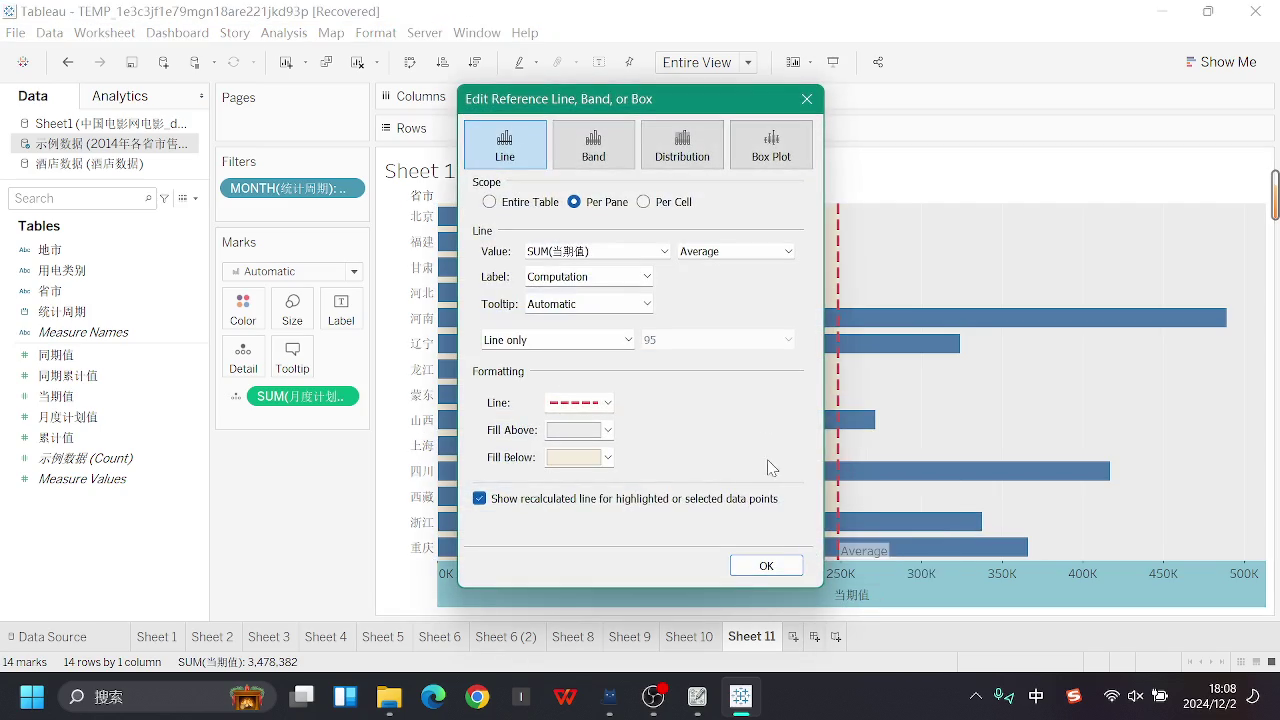 Tableau - TEMP_1e3c3jf1e79mgn18are221jkd93p [Recovered]
File Data Worksheet Dashboard Story Analysis Map Format Server Window Help
Entire View
Show Me
Data Analytics
Pages
Columns
Rows
Sheet1 (中国电影网电影_d...
示例数据 (2014年甘省市售...
酒店数据 (酒店数据)
Search
Tables
地市
用电类别
省市
统计周期
Measure Names
同期值
同期累计值
当期值
月度计划值
累计值
示例数据 (Count)
Measure Values
Filters
MONTH(统计周期): ..
Marks
Automatic
Color Size Label
Detail Tooltip
SUM(月度计划..
Sheet 1
省市
北京
福建
甘肃
河北
河南
辽宁
龙江
蒙东
山西
上海
四川
西藏
浙江
重庆
Average
0K 250K 300K 350K 400K 450K 500K
当期值
Edit Reference Line, Band, or Box
Line Band Distribution Box Plot
Scope
Entire Table Per Pane Per Cell
Line
Value: SUM(当期值) Average
Label: Computation
Tooltip: Automatic
Line only 95
Formatting
Line:
Fill Above:
Fill Below:
Show recalculated line for highlighted or selected data points
OK
Data Source Sheet 1 Sheet 2 Sheet 3 Sheet 4 Sheet 5 Sheet 6 Sheet 6 (2) Sheet 8 Sheet 9 Sheet 10 Sheet 11
14 marks 14 rows by 1 column SUM(当期值): 3,478,382
搜索
中
18:08
2024/12/2